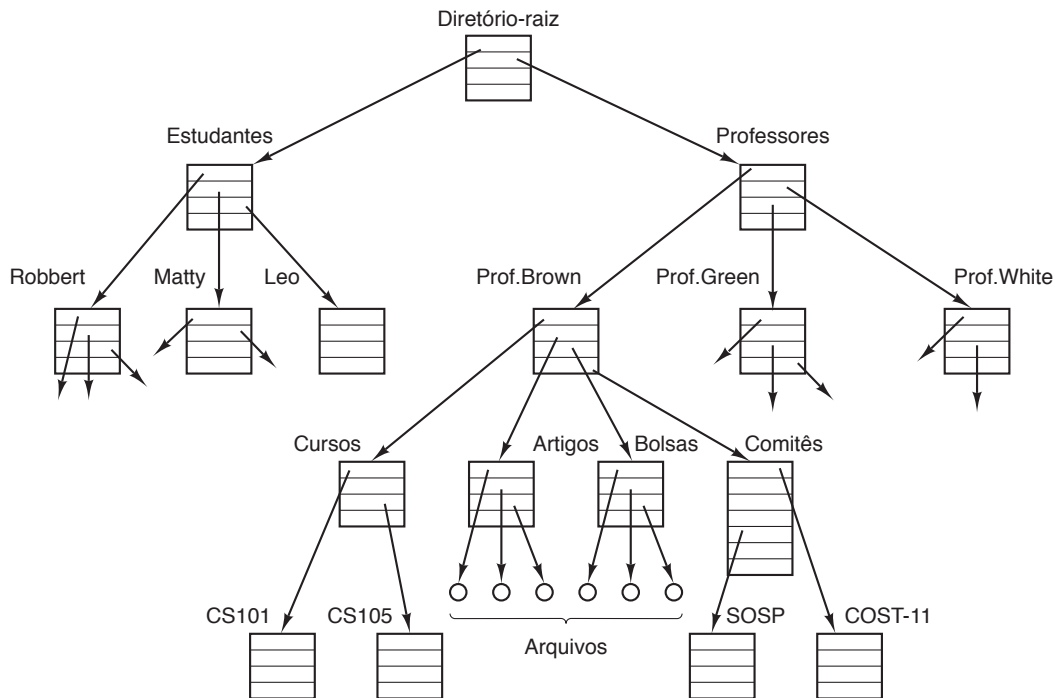 Diretório-raiz
Estudantes
Professores
Robbert
Matty
Leo
Prof.Brown
Prof.Green
Prof.White
Cursos
Artigos
Bolsas
Comitês
CS101
CS105
Arquivos
SOSP
COST-11